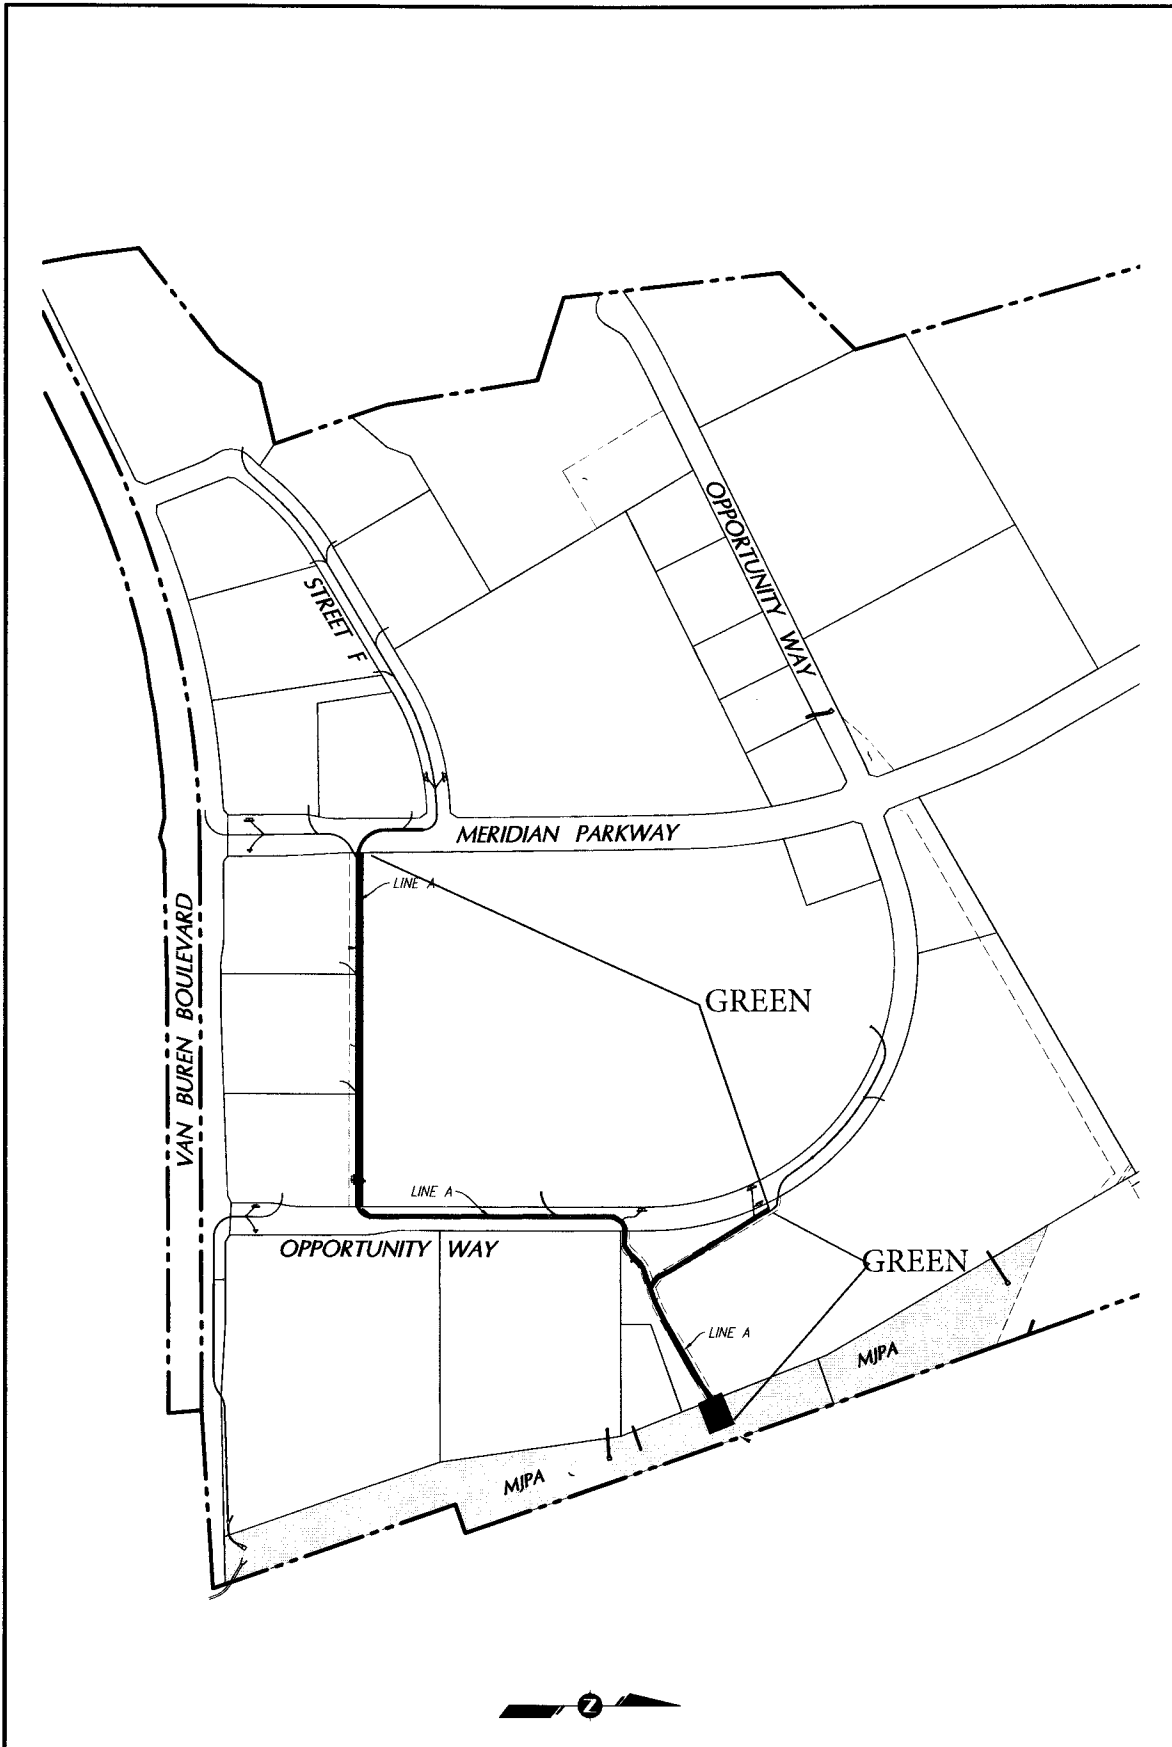 OPPORTUNITY WAY
STREET F
MERIDIAN PARKWAY
LINE A
VAN BUREN BOULEVARD
GREEN
LINE A
OPPORTUNITY WAY
GREEN
LINE A
MJPA
MJPA
Z